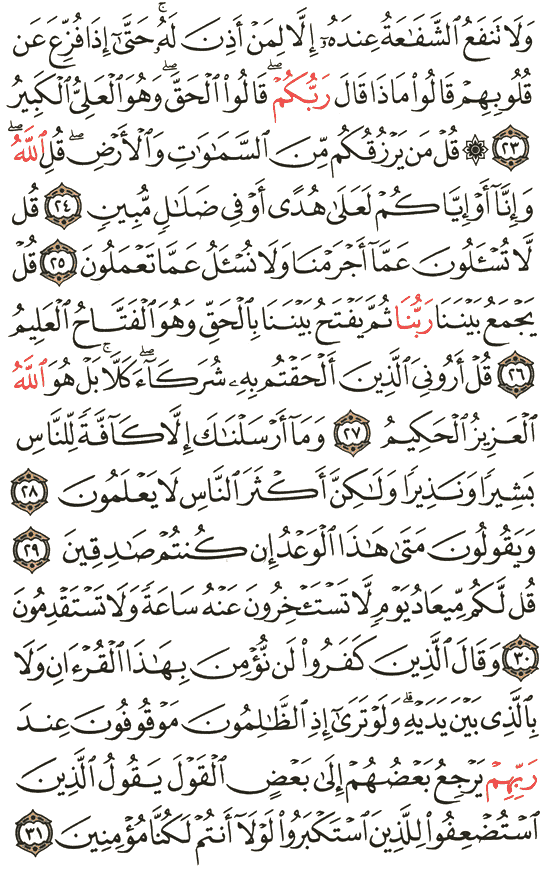 وَلَا تَنفَعُ ٱلشَّفَٰعَةُ عِندَهُۥٓ إِلَّا لِمَنۡ أَذِنَ لَهُۥۚ حَتَّىٰٓ إِذَا فُزِّعَ عَن
قُلُوبِهِمۡ قَالُواْ مَاذَا قَالَ رَبُّكُمۡۖ قَالُواْ ٱلۡحَقَّۖ وَهُوَ ٱلۡعَلِيُّ ٱلۡكَبِيرُ
٢٣ ۞ قُلۡ مَن يَرۡزُقُكُم مِّنَ ٱلسَّمَٰوَٰتِ وَٱلۡأَرۡضِۖ قُلِ ٱللَّهُۖ
وَإِنَّآ أَوۡ إِيَّاكُمۡ لَعَلَىٰ هُدًى أَوۡ فِي ضَلَٰلٖ مُّبِينٖ ٢٤ قُل
لَّا تُسۡـَٔلُونَ عَمَّآ أَجۡرَمۡنَا وَلَا نُسۡـَٔلُ عَمَّا تَعۡمَلُونَ ٢٥ قُلۡ
يَجۡمَعُ بَيۡنَنَا رَبُّنَا ثُمَّ يَفۡتَحُ بَيۡنَنَا بِٱلۡحَقِّ وَهُوَ ٱلۡفَتَّاحُ ٱلۡعَلِيمُ
٢٦ قُلۡ أَرُونِيَ ٱلَّذِينَ أَلۡحَقۡتُم بِهِۦ شُرَكَآءَۖ كَلَّاۚ بَلۡ هُوَ ٱللَّهُ
ٱلۡعَزِيزُ ٱلۡحَكِيمُ ٢٧ وَمَآ أَرۡسَلۡنَٰكَ إِلَّا كَآفَّةٗ لِّلنَّاسِ
بَشِيرٗا وَنَذِيرٗا وَلَٰكِنَّ أَكۡثَرَ ٱلنَّاسِ لَا يَعۡلَمُونَ ٢٨
وَيَقُولُونَ مَتَىٰ هَٰذَا ٱلۡوَعۡدُ إِن كُنتُمۡ صَٰدِقِينَ ٢٩
قُل لَّكُم مِّيعَادُ يَوۡمٖ لَّا تَسۡتَـٔۡخِرُونَ عَنۡهُ سَاعَةٗ وَلَا تَسۡتَقۡدِمُونَ
٣٠ وَقَالَ ٱلَّذِينَ كَفَرُواْ لَن نُّؤۡمِنَ بِهَٰذَا ٱلۡقُرۡءَانِ وَلَا
بِٱلَّذِي بَيۡنَ يَدَيۡهِۗ وَلَوۡ تَرَىٰٓ إِذِ ٱلظَّٰلِمُونَ مَوۡقُوفُونَ عِندَ
رَبِّهِمۡ يَرۡجِعُ بَعۡضُهُمۡ إِلَىٰ بَعۡضٍ ٱلۡقَوۡلَ يَقُولُ ٱلَّذِينَ
ٱسۡتُضۡعِفُواْ لِلَّذِينَ ٱسۡتَكۡبَرُواْ لَوۡلَآ أَنتُمۡ لَكُنَّا مُؤۡمِنِينَ ٣١